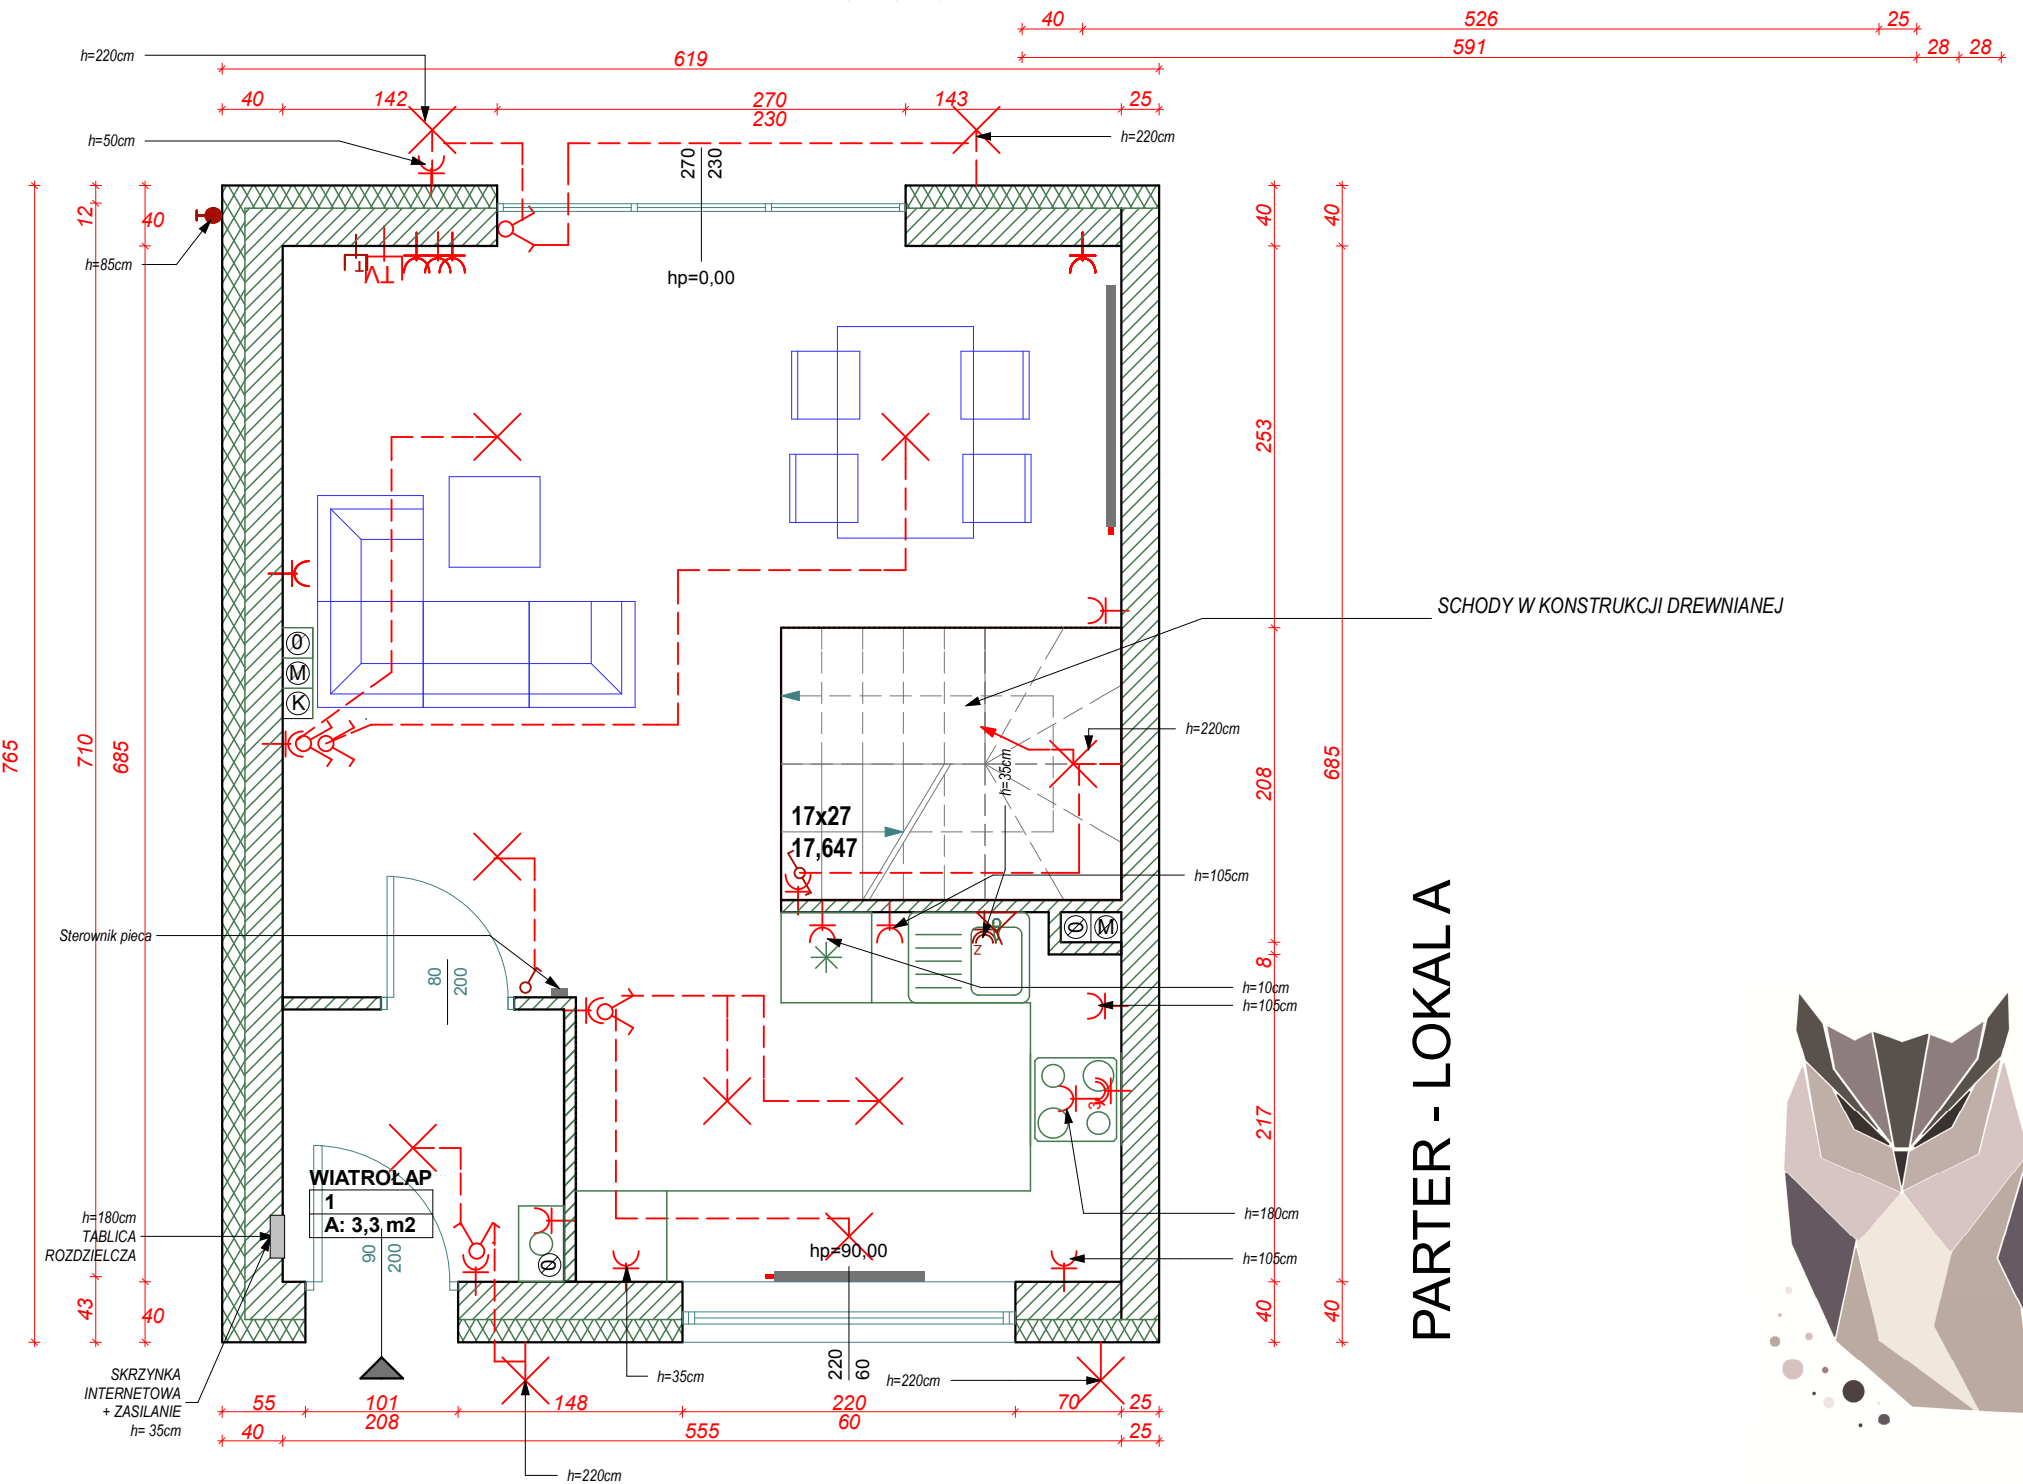 40
526
25
591
28
28
h=220cm
619
40
142
270
143
25
230
h=50cm
h=220cm
270
230
12
40
40
40
h=85cm
TV
hp=0,00
253
SCHODY W KONSTRUKCJI DREWNIANEJ
0
M
K
h=220cm
765
710
685
h=35cm
208
685
17x27
17,647
h=105cm
Sterownik pieca
Ø
M
Z
80
200
8
h=10cm
h=105cm
PARTER - LOKAL A
3
217
WIATROŁAP
1
A: 3,3 m2
h=180cm
TABLICA
ROZDZIELCZA
h=180cm
90
200
Ø
hp=90,00
h=105cm
43
40
40
40
SKRZYNKA
INTERNETOWA
+ ZASILANIE
h= 35cm
h=35cm
220
60
h=220cm
55
101
148
220
70
25
208
60
40
555
25
h=220cm